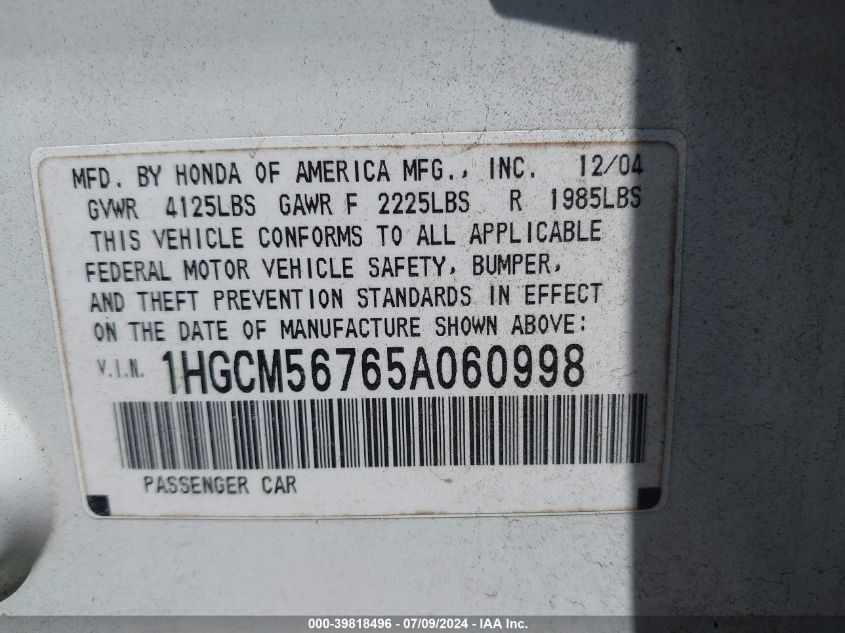 MFD. BY HONDA OF AMERICA MFG., INC. 12/04
GVWR 4125LBS GAWR F 2225LBS R 1985LBS
THIS VEHICLE CONFORMS TO ALL APPLICABLE
FEDERAL MOTOR VEHICLE SAFETY, BUMPER,
AND THEFT PREVENTION STANDARDS IN EFFECT
ON THE DATE OF MANUFACTURE SHOWN ABOVE:
V.I.N. 1HGCM56765A060998
PASSENGER CAR
000-39818496 - 07/09/2024 - IAA Inc.